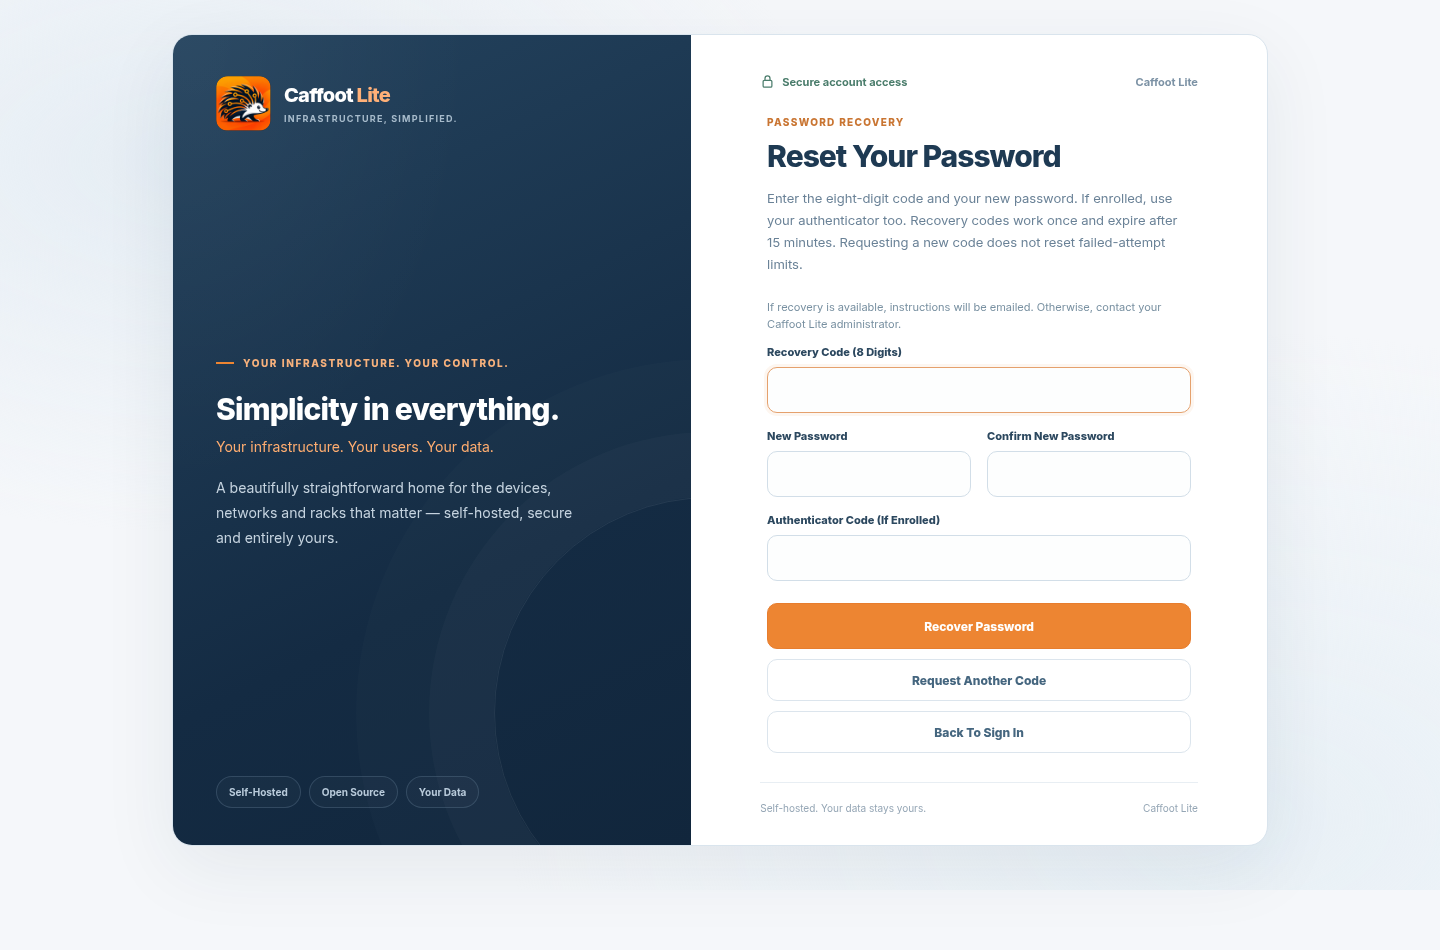 Caffoot Lite
INFRASTRUCTURE, SIMPLIFIED.
YOUR INFRASTRUCTURE. YOUR CONTROL.
Simplicity in everything.
Your infrastructure. Your users. Your data.
A beautifully straightforward home for the devices,
networks and racks that matter — self-hosted, secure
and entirely yours.
Self-Hosted
Open Source
Your Data
Secure account access
Caffoot Lite
PASSWORD RECOVERY
Reset Your Password
Enter the eight-digit code and your new password. If enrolled, use
your authenticator too. Recovery codes work once and expire after
15 minutes. Requesting a new code does not reset failed-attempt
limits.
If recovery is available, instructions will be emailed. Otherwise, contact your
Caffoot Lite administrator.
Recovery Code (8 Digits)
New Password
Confirm New Password
Authenticator Code (If Enrolled)
Recover Password
Request Another Code
Back To Sign In
Self-hosted. Your data stays yours.
Caffoot Lite